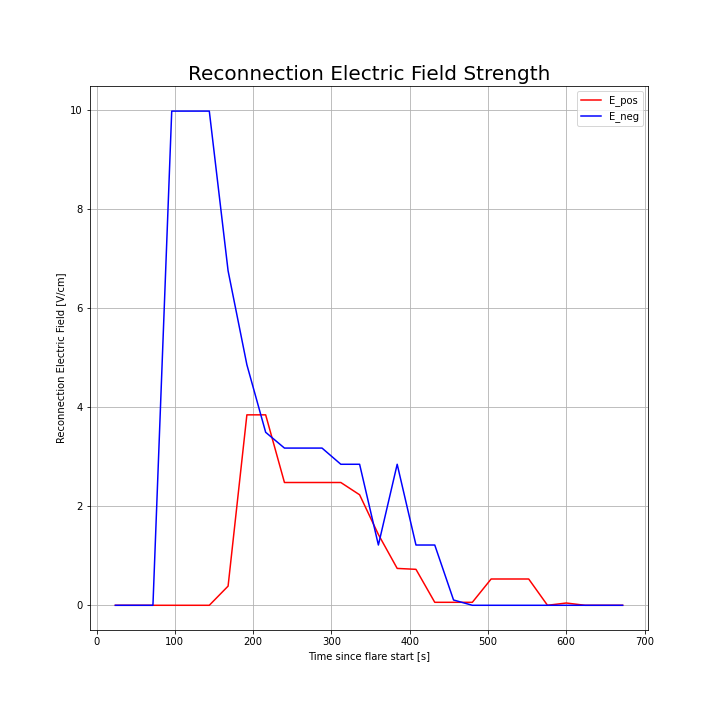 Reconnection Electric Field Strength
E_pos
E_neg
10
8
6
4
2
0
Reconnection Electric Field [V/cm]
0 100 200 300 400 500 600 700
Time since flare start [s]